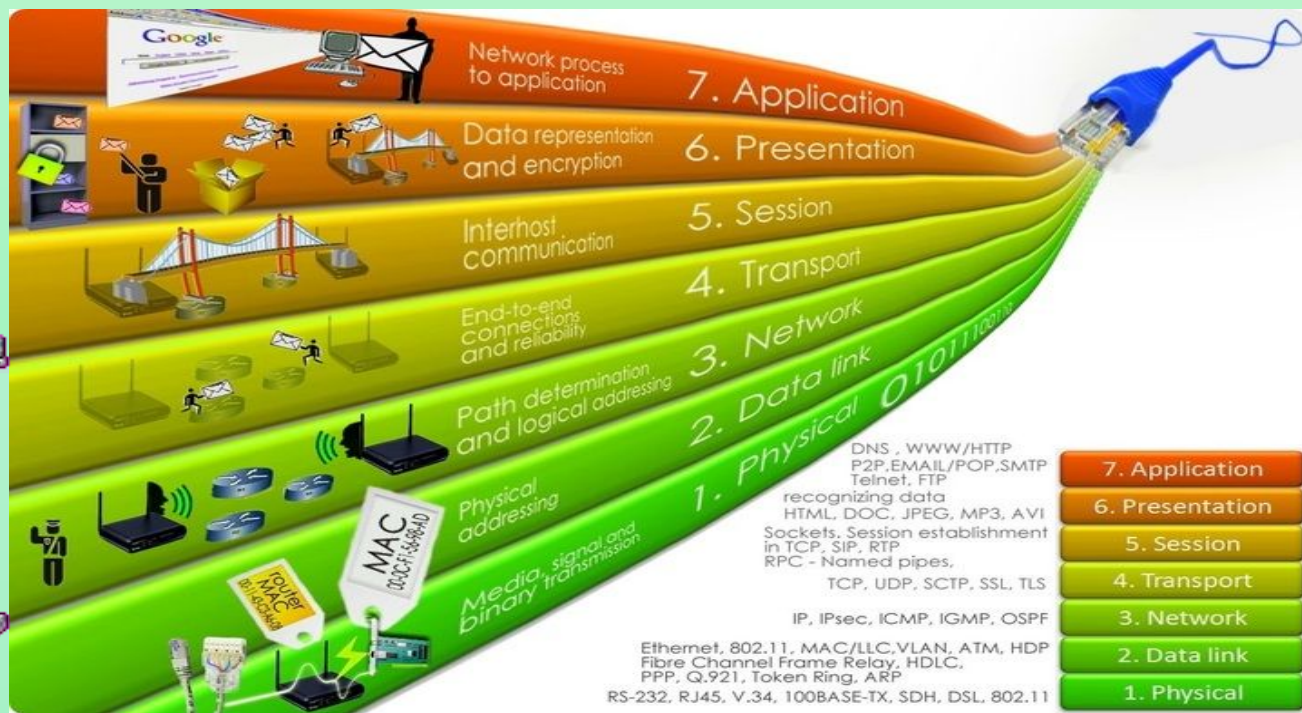 Google
Network process
to application
7. Application
Data representation
and encryption
6. Presentation
Interhost
communication
5. Session
End-to-end
connections
and reliability
4. Transport
Path determination
and logical addressing
3. Network
Physical
addressing
2. Data link
Media, signal and
binary transmission
1. Physical
010111100110
MAC
router
MAC
DNS , WWW/HTTP
P2P,EMAIL/POP,SMTP
Telnet, FTP
7. Application
recognizing data
HTML, DOC, JPEG, MP3, AVI
6. Presentation
Sockets. Session establishment
in TCP, SIP, RTP
RPC - Named pipes,
5. Session
TCP, UDP, SCTP, SSL, TLS
4. Transport
IP, IPsec, ICMP, IGMP, OSPF
3. Network
Ethernet, 802.11, MAC/LLC,VLAN, ATM, HDP
Fibre Channel Frame Relay, HDLC,
PPP, Q.921, Token Ring, ARP
2. Data link
RS-232, RJ45, V.34, 100BASE-TX, SDH, DSL, 802.11
1. Physical